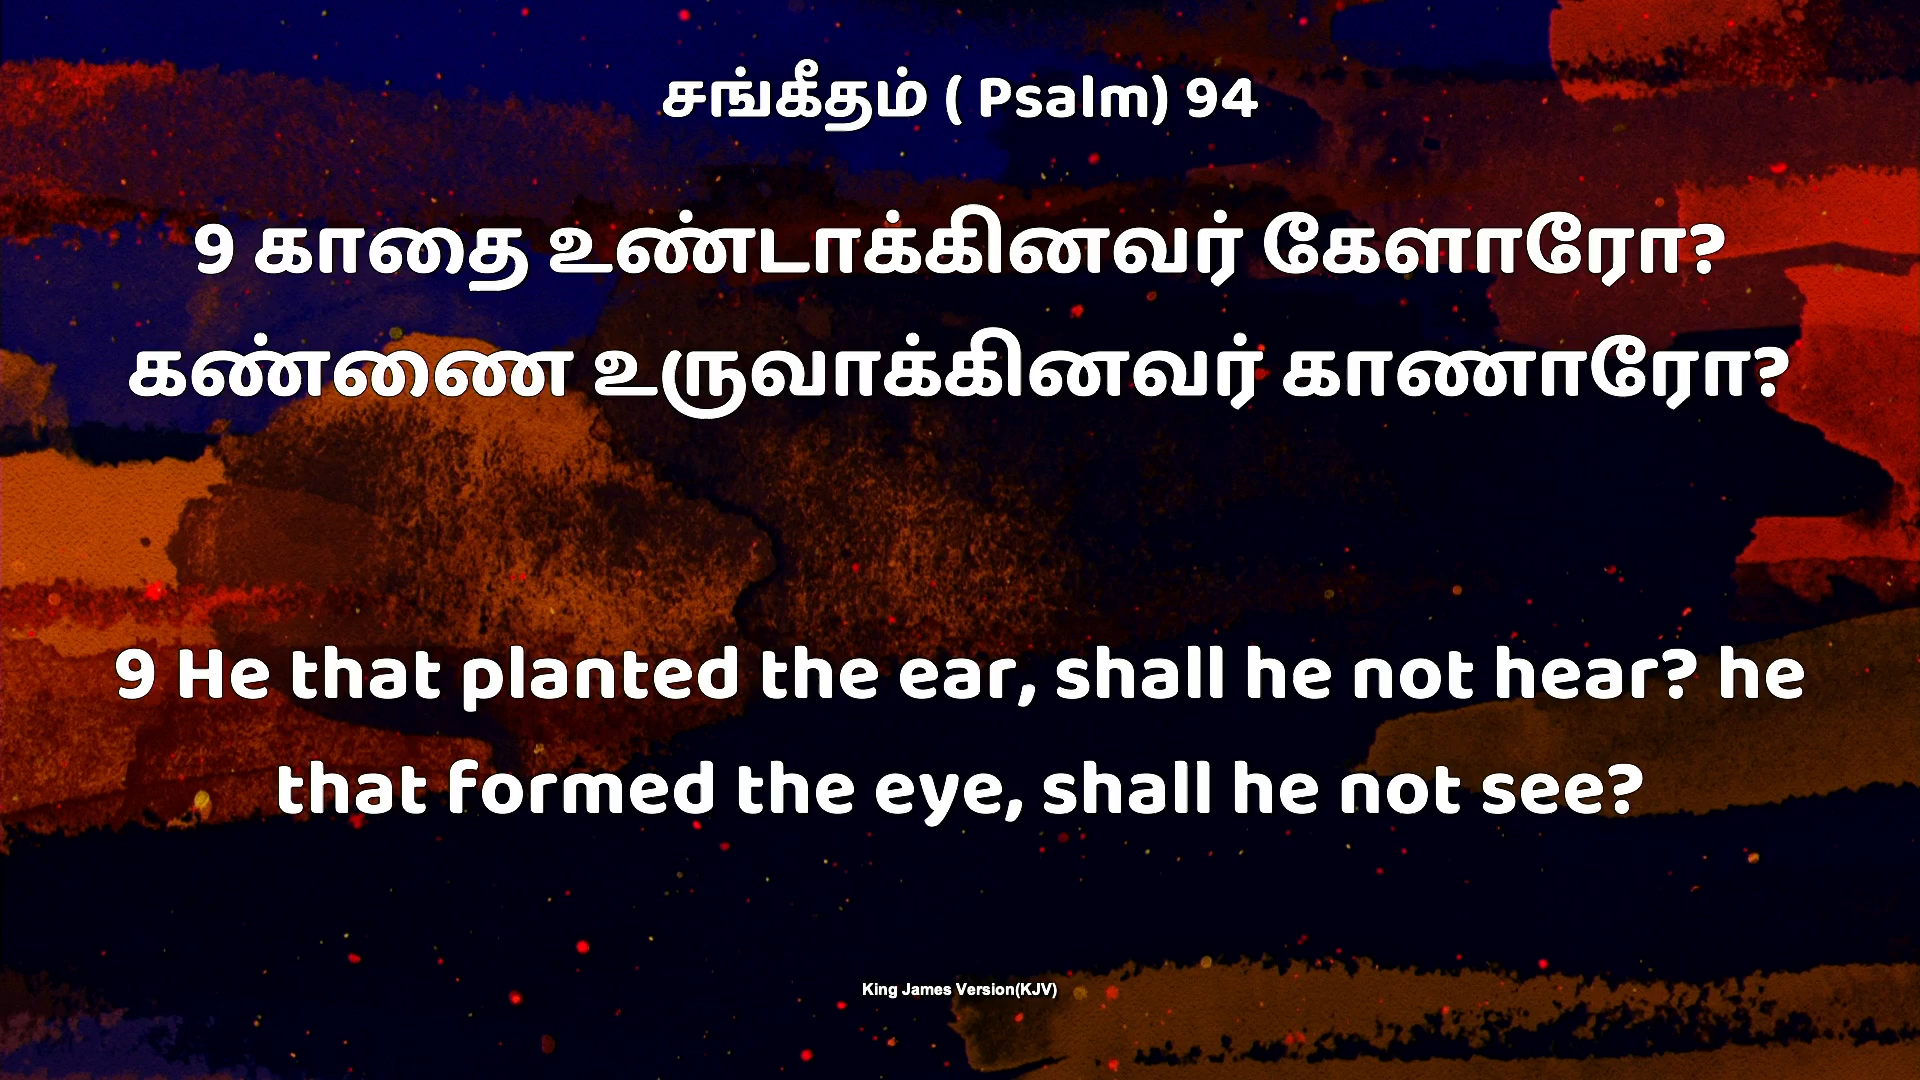 சங்கீதம் ( Psalm) 94
9 காதை உண்டாக்கினவர் கேளாரோ?
கண்ணை உருவாக்கினவர் காணாரோ?
9 He that planted the ear, shall he not hear? he
that formed the eye, shall he not see?
King James Version(KJV)